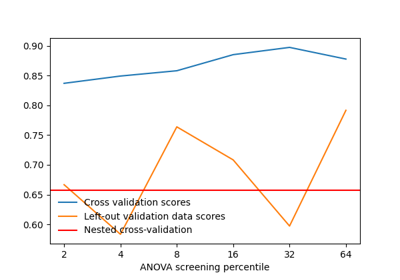 0.90
0.85
0.80
0.75
0.70
0.65
0.60
Cross validation scores
Left-out validation data scores
Nested cross-validation
2 4 8 16 32 64
ANOVA screening percentile